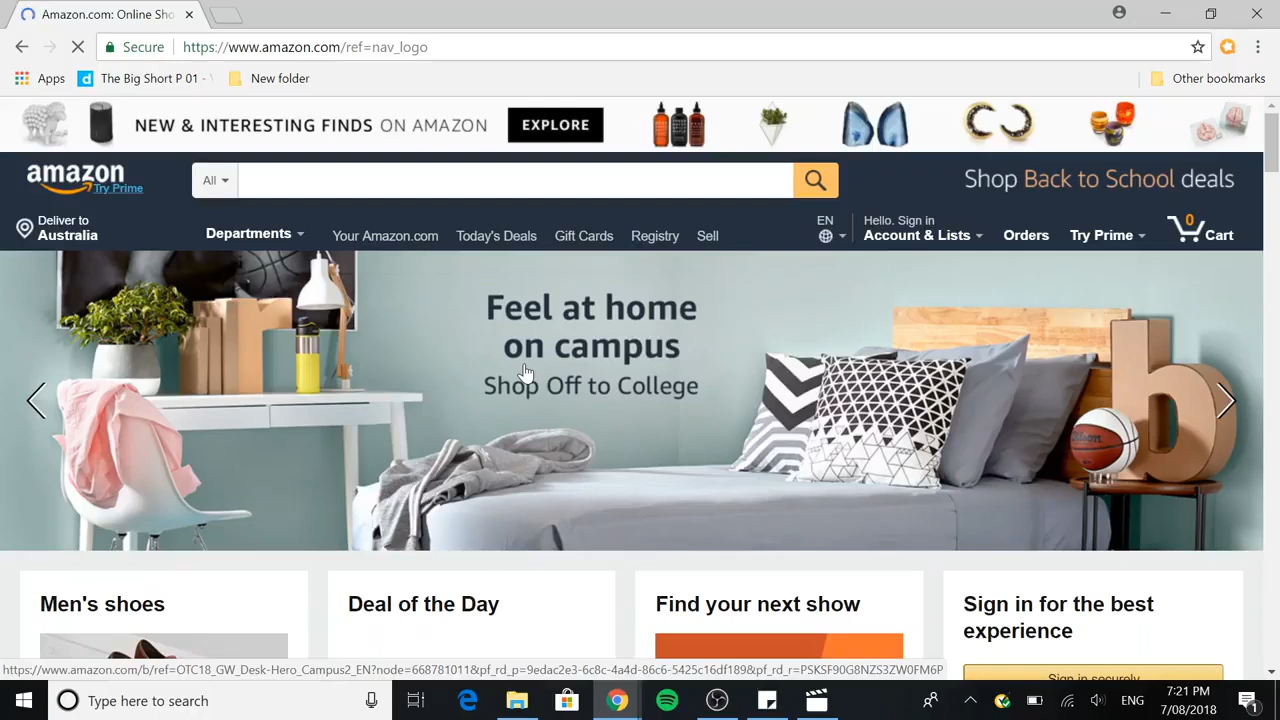 Amazon.com: Online Sho
Secure https://www.amazon.com/ref=nav_logo
Apps The Big Short P 01 - New folder Other bookmarks
NEW & INTERESTING FINDS ON AMAZON EXPLORE
amazon Try Prime All Shop Back to School deals
Deliver to Australia
Departments Your Amazon.com Today's Deals Gift Cards Registry Sell EN Hello. Sign in Account & Lists Orders Try Prime 0 Cart
Feel at home
on campus
Shop Off to College
b
Wilson
Men's shoes Deal of the Day Find your next show Sign in for the best
experience
Sign in securely
https://www.amazon.com/b/ref=OTC18_GW_Desk-Hero_Campus2_EN?node=668781011&pf_rd_p=9edac2e3-6c8c-4a4d-86c6-5425c16df189&pf_rd_r=PSKSF90G8NZS3ZW0FM6P
Type here to search ENG 7:21 PM
7/08/2018 1